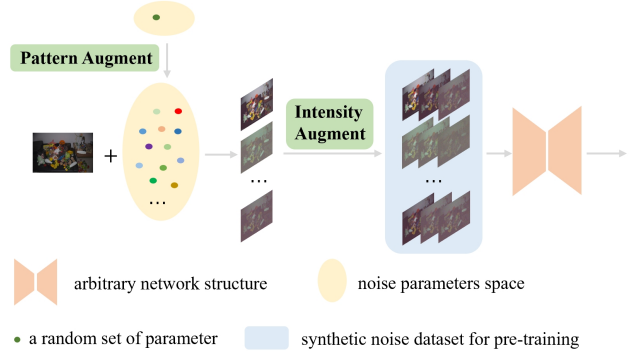 Pattern Augment
+
Intensity
Augment
...
...
...
arbitrary network structure
noise parameters space
a random set of parameter
synthetic noise dataset for pre-training